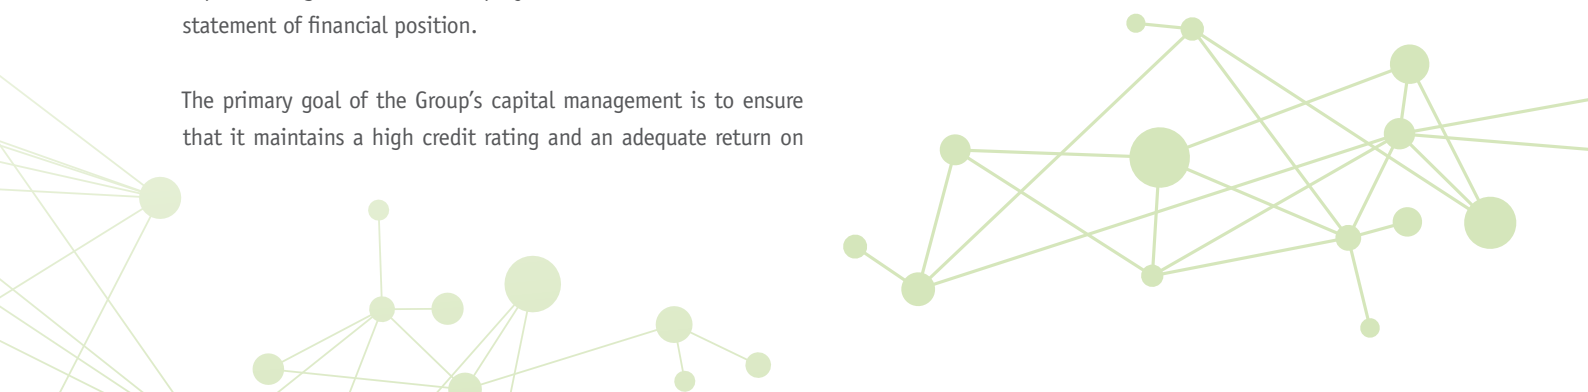 statement of financial position.
The primary goal of the Group's capital management is to ensure
that it maintains a high credit rating and an adequate return on